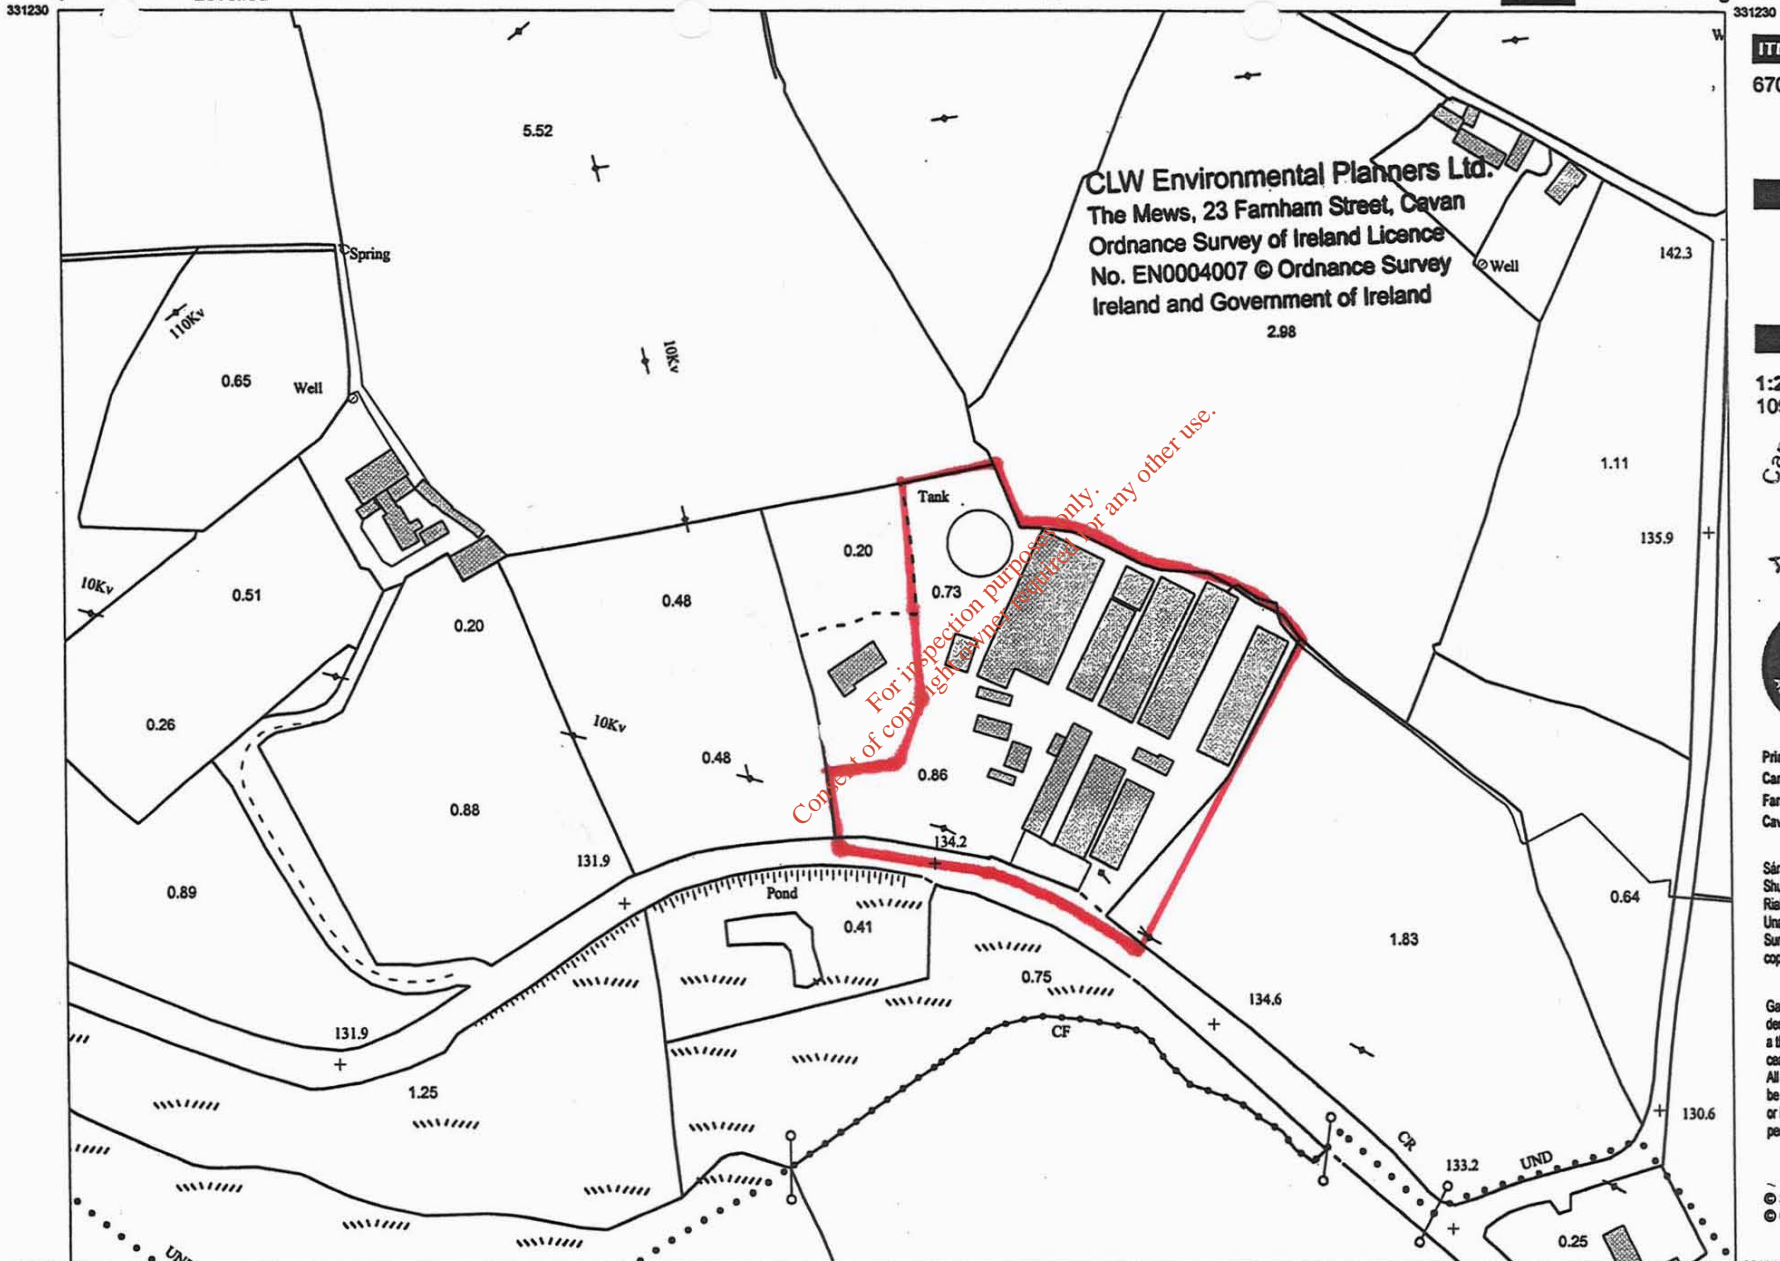 331230
331230
5.52
CLW Environmental Planners Ltd.
The Mews, 23 Farnham Street, Cavan
Ordnance Survey of Ireland Licence
No. EN0004007 © Ordnance Survey
Ireland and Government of Ireland
2.98
Well
142.3
Spring
110Kv
0.65
Well
10Kv
1.11
135.9
Tank
0.20
0.73
10Kv
0.51
0.20
0.48
For inspection purposes only.
Consent of copyright owner required for any other use.
0.26
10Kv
0.48
0.86
0.88
131.9
134.2
Pond
0.41
0.89
0.64
1.83
0.75
134.6
CF
131.9
1.25
130.6
CR
133.2
UND
0.25